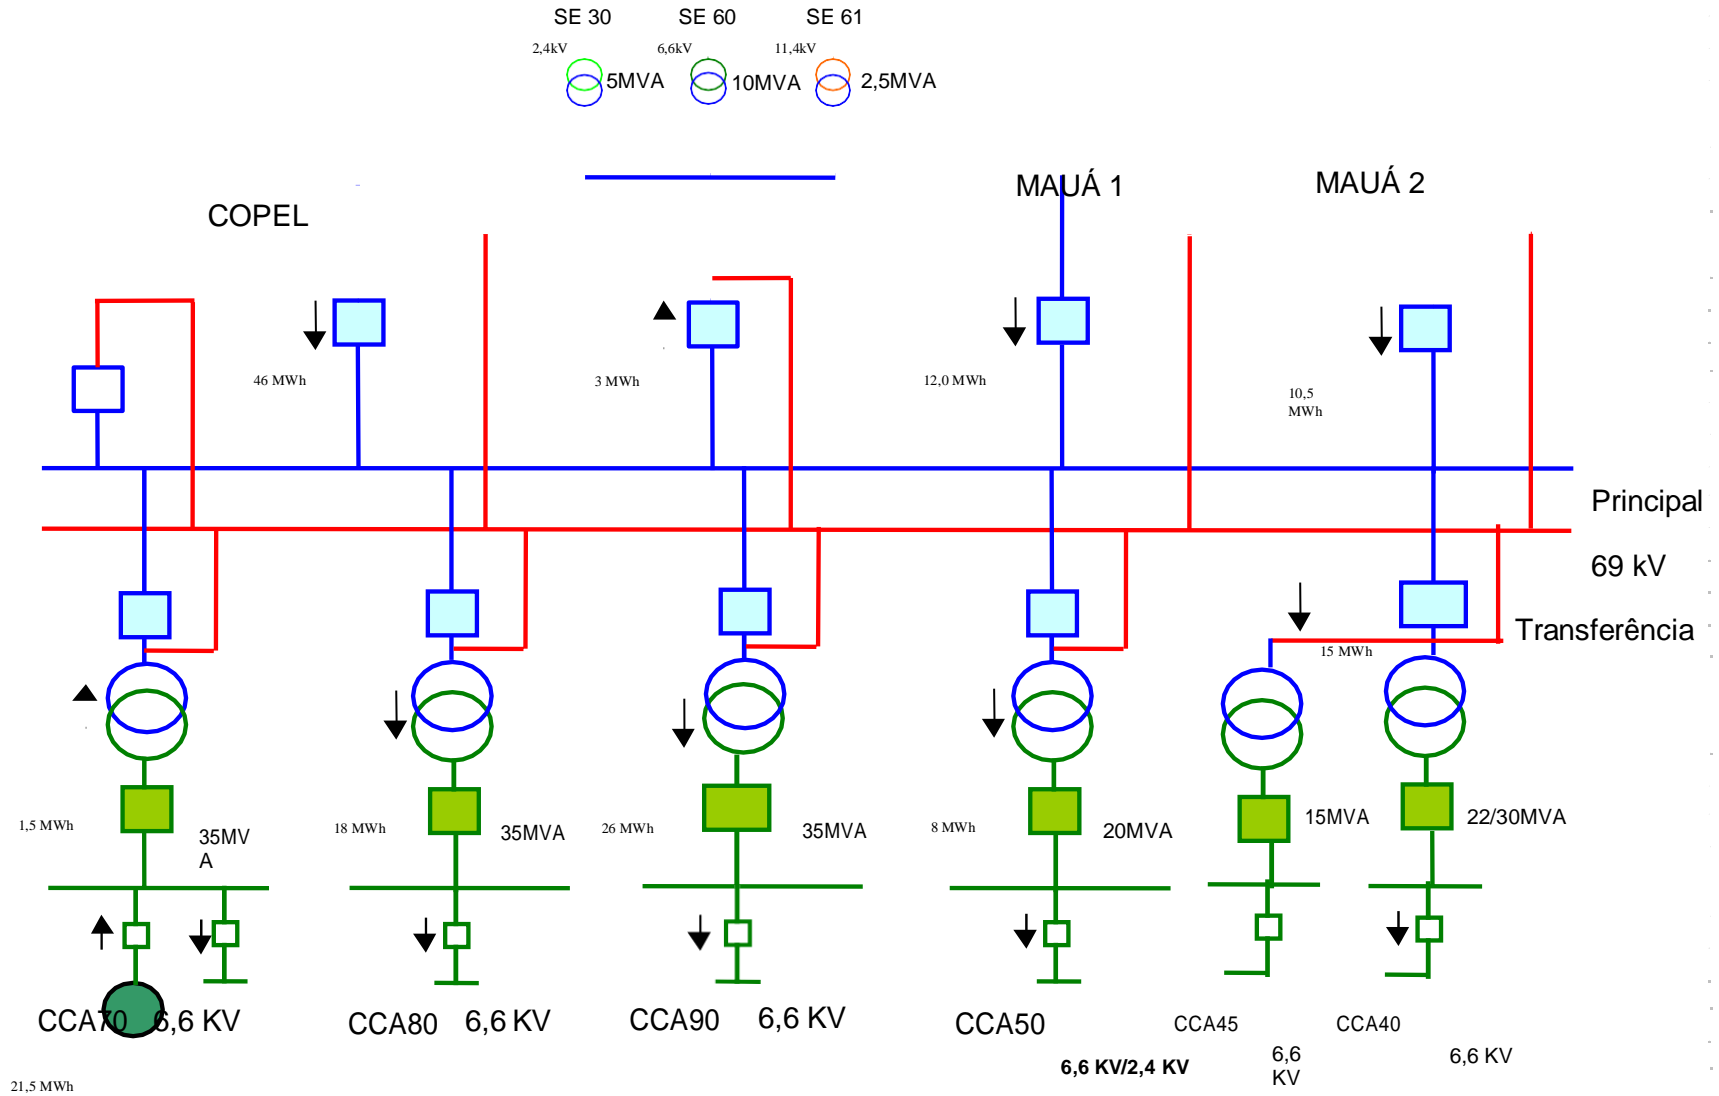 SE 30
SE 60
SE 61
2,4kV
6,6kV
11,4kV
5MVA
10MVA
2,5MVA
COPEL
MAUÁ 1
MAUÁ 2
46 MWh
3 MWh
12,0 MWh
10,5
MWh
Principal
69 kV
Transferência
15 MWh
1,5 MWh
35MV
A
18 MWh
35MVA
26 MWh
35MVA
8 MWh
20MVA
15MVA
22/30MVA
CCA70
6,6 KV
CCA80
6,6 KV
CCA90
6,6 KV
CCA50
6,6 KV/2,4 KV
CCA45
6,6
KV
CCA40
6,6 KV
21,5 MWh